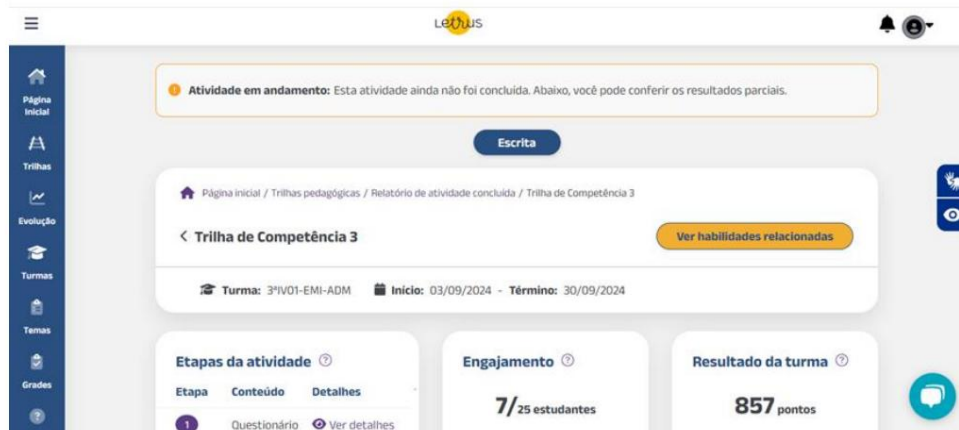 Letrus
Atividade em andamento: Esta atividade ainda não foi concluída. Abaixo, você pode conferir os resultados parciais.
Página
Inicial
Escrita
Trilhas
Página inicial / Trilhas pedagógicas / Relatório de atividade concluída / Trilha de Competência 3
Evolução
< Trilha de Competência 3
Ver habilidades relacionadas
Turmas
Turma: 3ªIV01-EMI-ADM Início: 03/09/2024 - Término: 30/09/2024
Temas
Etapas da atividade ?
Engajamento ?
Resultado da turma ?
Grades
Etapa Conteúdo Detalhes
7/25 estudantes
857 pontos
1 Questionário Ver detalhes